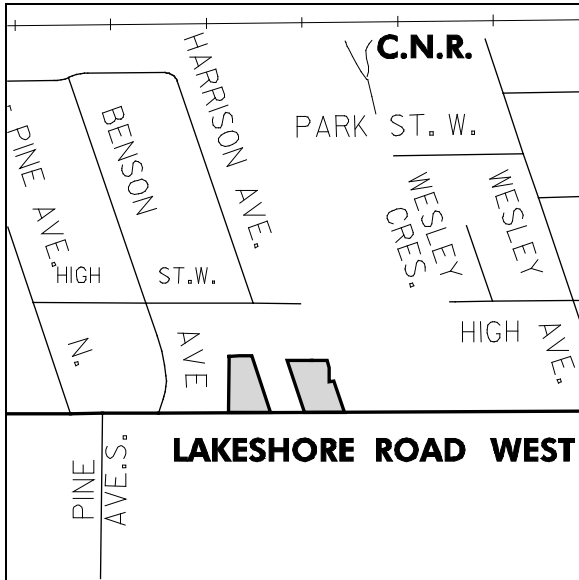 C.N.R.
HARRISON AVE.
PARK ST. W.
BENSON
AVE
PINE AVE.
N.
WESLEY
CRES.
WESLEY
AVE.
HIGH ST.W.
HIGH
LAKESHORE ROAD WEST
PINE
AVE.S.